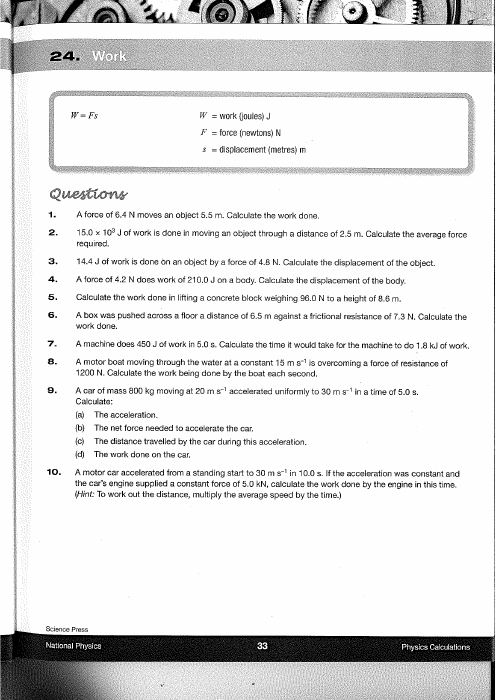 24. Work
W = Fs
W = work (joules) J
F = force (newtons) N
s = displacement (metres) m
Questions
1. A force of 6.4 N moves an object 5.5 m. Calculate the work done.
2. 15.0 × 10³ J of work is done in moving an object through a distance of 2.5 m. Calculate the average force
required.
3. 14.4 J of work is done on an object by a force of 4.8 N. Calculate the displacement of the object.
4. A force of 4.2 N does work of 210.0 J on a body. Calculate the displacement of the body.
5. Calculate the work done in lifting a concrete block weighing 96.0 N to a height of 8.6 m.
6. A box was pushed across a floor a distance of 6.5 m against a frictional resistance of 7.3 N. Calculate the
work done.
7. A machine does 450 J of work in 5.0 s. Calculate the time it would take for the machine to do 1.8 kJ of work.
8. A motor boat moving through the water at a constant 15 m s⁻¹ is overcoming a force of resistance of
1200 N. Calculate the work being done by the boat each second.
9. A car of mass 800 kg moving at 20 m s⁻¹ accelerated uniformly to 30 m s⁻¹ in a time of 5.0 s.
Calculate:
(a) The acceleration.
(b) The net force needed to accelerate the car.
(c) The distance travelled by the car during this acceleration.
(d) The work done on the car.
10. A motor car accelerated from a standing start to 30 m s⁻¹ in 10.0 s. If the acceleration was constant and
the car's engine supplied a constant force of 5.0 kN, calculate the work done by the engine in this time.
(Hint: To work out the distance, multiply the average speed by the time.)
Science Press
National Physics 33 Physics Calculations